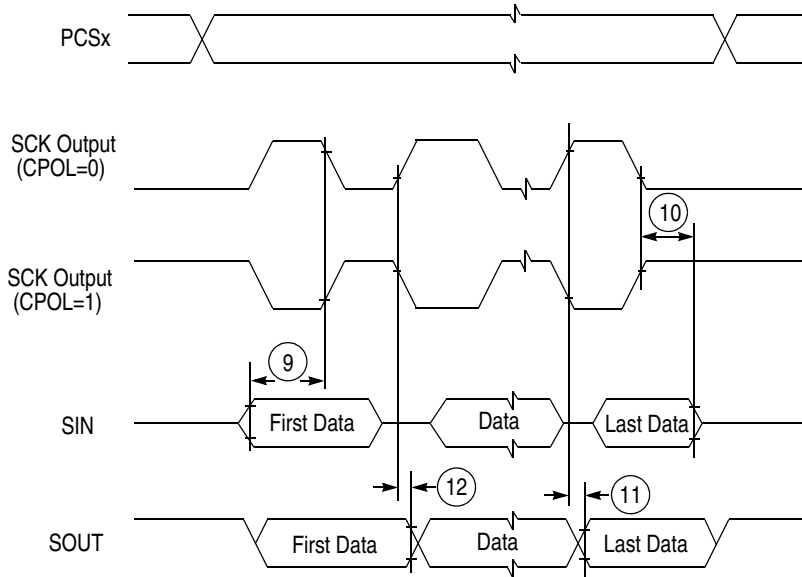 PCSx
SCK Output
(CPOL=0)
10
SCK Output
(CPOL=1)
9
SIN
First Data
Data
Last Data
12
11
SOUT
First Data
Data
Last Data